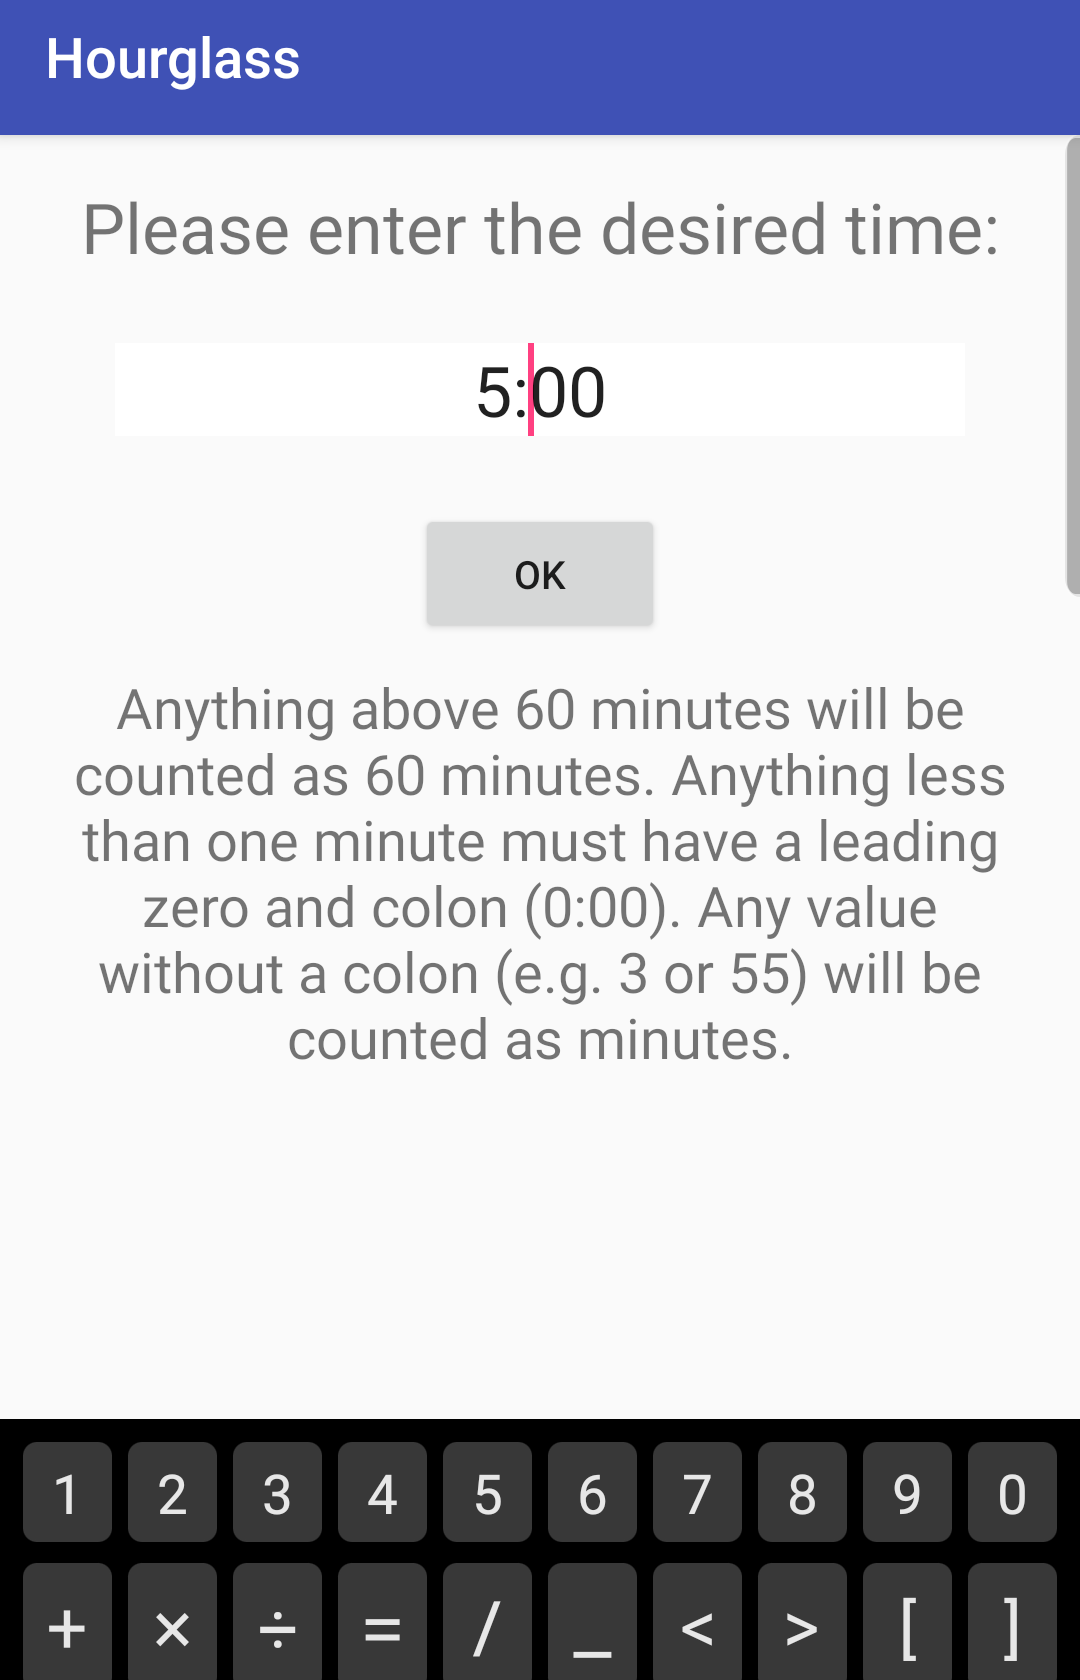 Hourglass
Please enter the desired time:
5:00
OK
Anything above 60 minutes will be
counted as 60 minutes. Anything less
than one minute must have a leading
zero and colon (0:00). Any value
without a colon (e.g. 3 or 55) will be
counted as minutes.
1 2 3 4 5 6 7 8 9 0
+ × ÷ = / _ < > [ ]